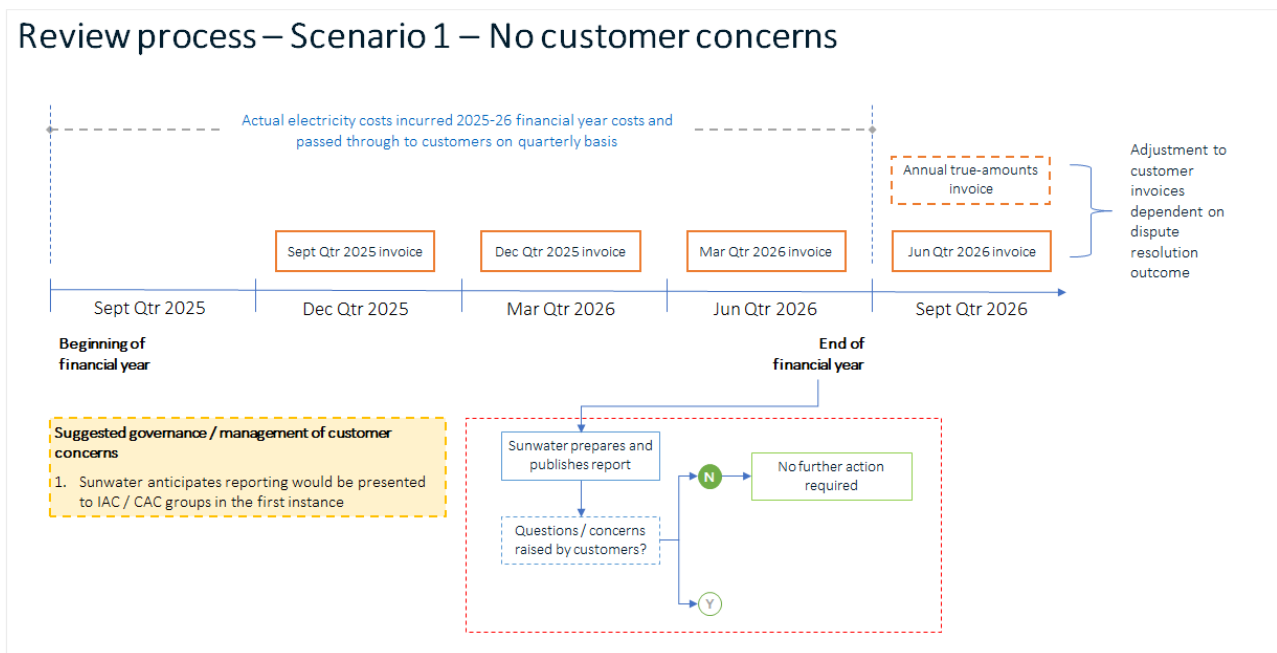 Review process – Scenario 1 – No customer concerns
Actual electricity costs incurred 2025-26 financial year costs and
passed through to customers on quarterly basis
Annual true-amounts
invoice
Adjustment to
customer
invoices
dependent on
dispute
resolution
outcome
Sept Qtr 2025 invoice
Dec Qtr 2025 invoice
Mar Qtr 2026 invoice
Jun Qtr 2026 invoice
Sept Qtr 2025
Dec Qtr 2025
Mar Qtr 2026
Jun Qtr 2026
Sept Qtr 2026
Beginning of
financial year
End of
financial year
Suggested governance / management of customer
concerns
1. Sunwater anticipates reporting would be presented
to IAC / CAC groups in the first instance
Sunwater prepares and
publishes report
N
No further action
required
Questions / concerns
raised by customers?
Y